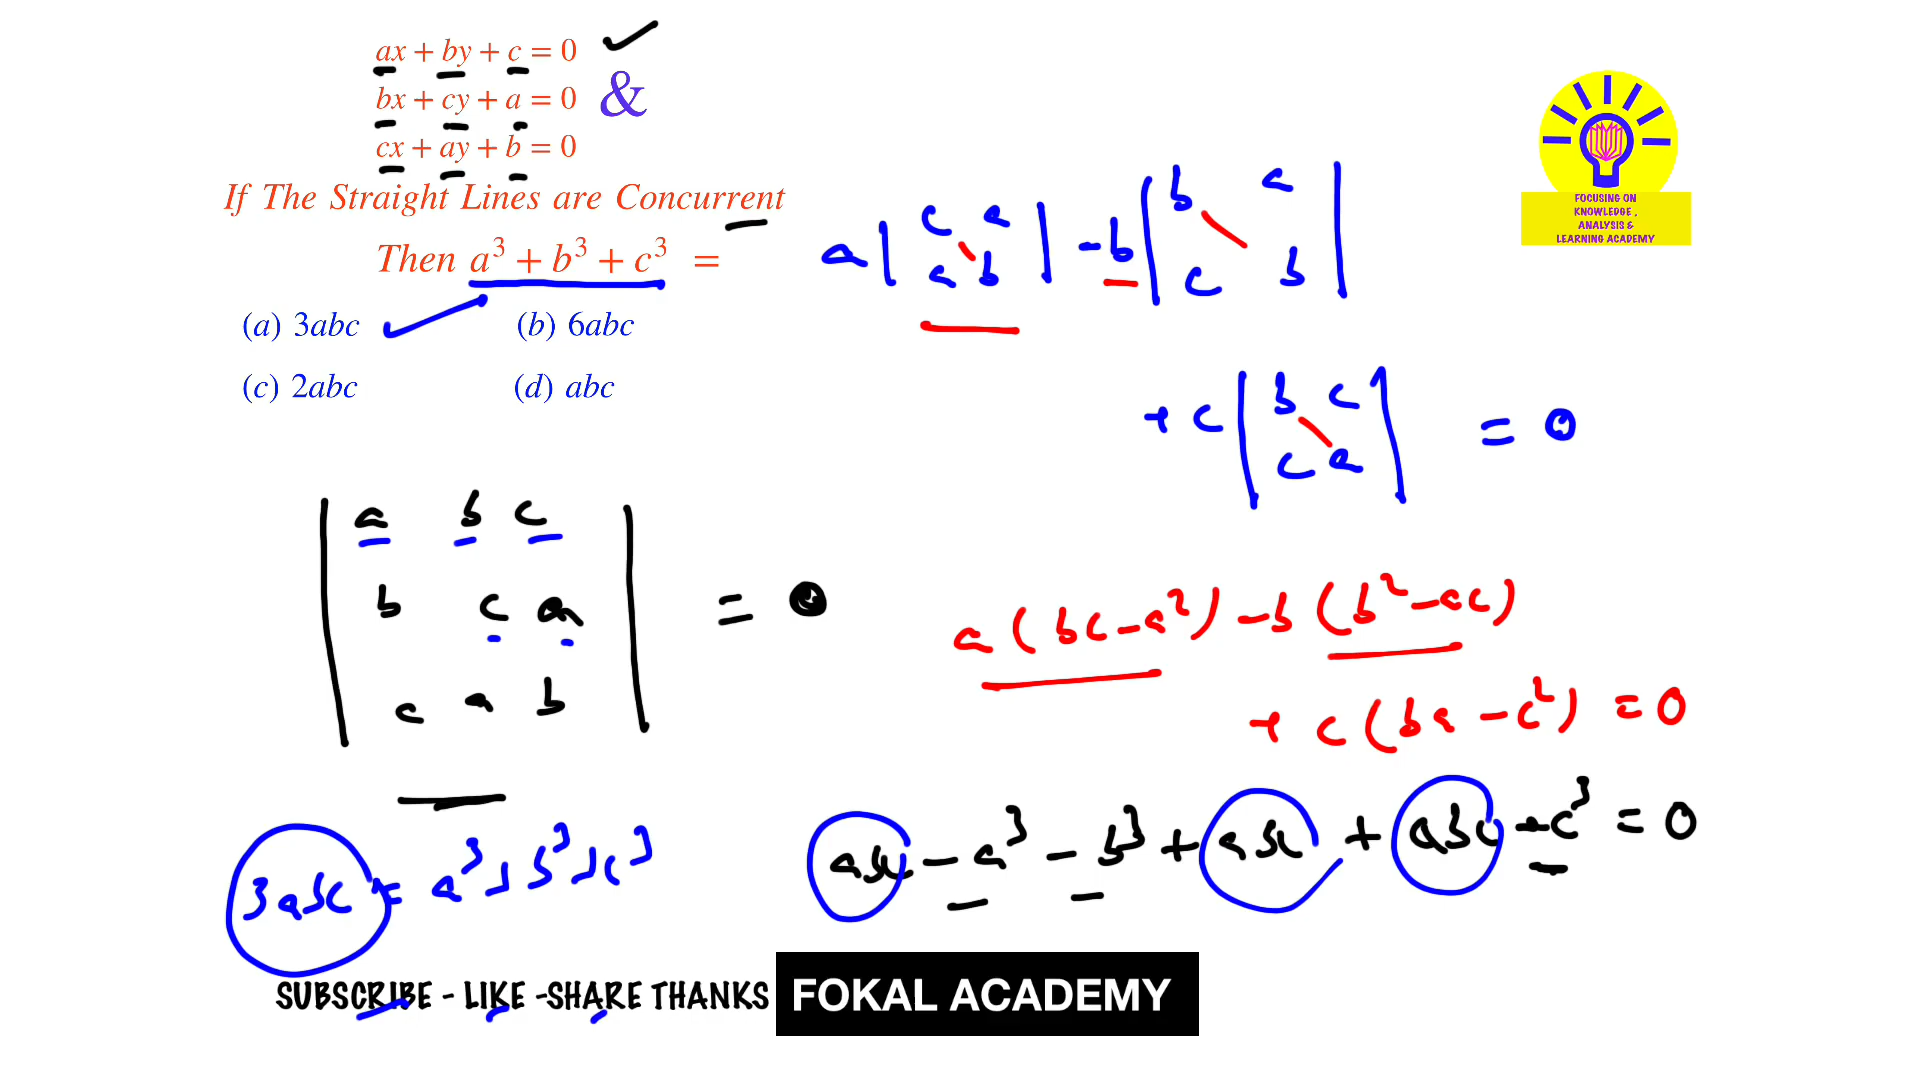 ax + by + c = 0
bx + cy + a = 0
&
cx + ay + b = 0
If The Straight Lines are Concurrent
Then a³ + b³ + c³ =
(a) 3abc (b) 6abc
(c) 2abc (d) abc
FOCUSING ON
KNOWLEDGE ,
ANALYSIS &
LEARNING ACADEMY
a | c a | - b | b a |
| a b | | c b |
+ c | b c | = 0
| c a |
| a b c |
| b c a | = 0
| c a b |
a ( bc - a² ) - b ( b² - ac )
+ c ( ba - c² ) = 0
abc - a³ - b³ + abc + abc - c³ = 0
3abc = a³ + b³ + c³
SUBSCRIBE - LIKE -SHARE THANKS
FOKAL ACADEMY